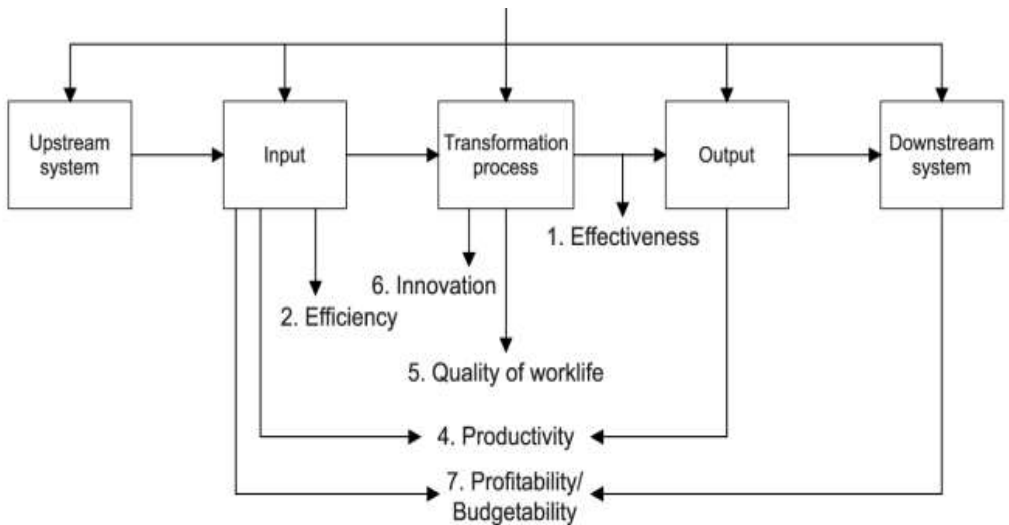 Upstream
system
Input
Transformation
process
Output
Downstream
system
1. Effectiveness
6. Innovation
2. Efficiency
5. Quality of worklife
4. Productivity
7. Profitability/
Budgetability